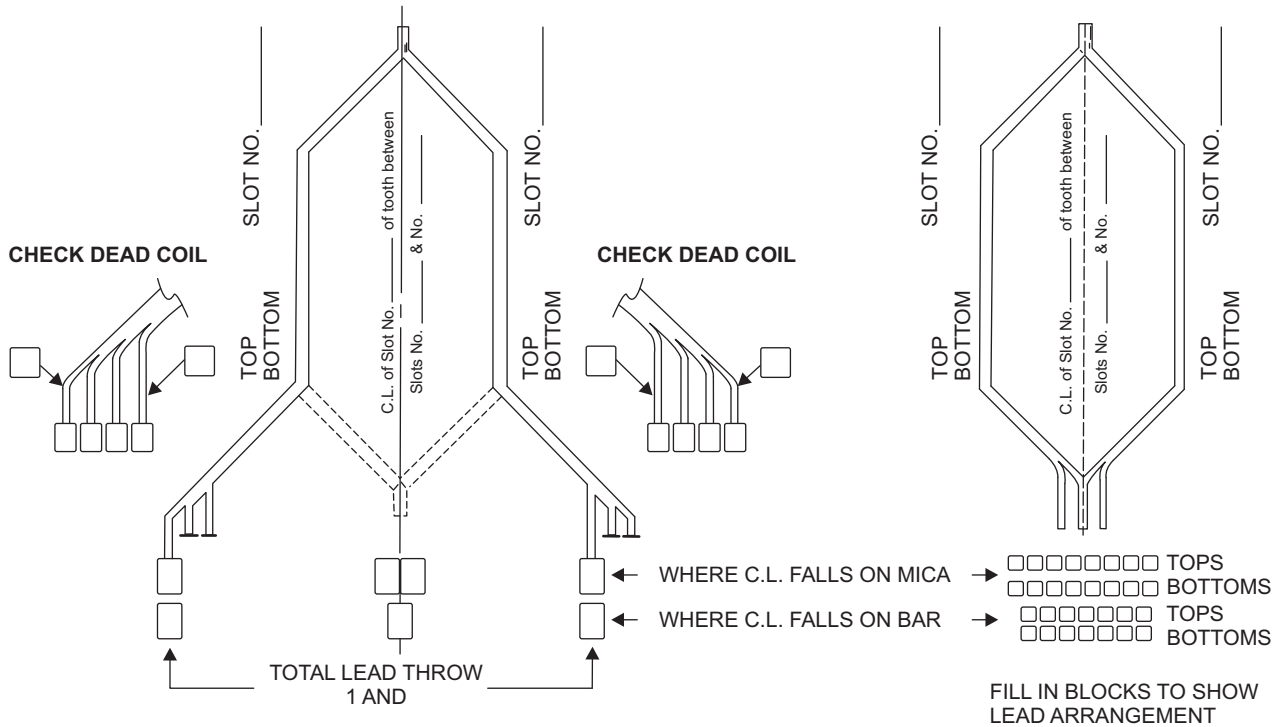 SLOT NO.
SLOT NO.
C.L. of Slot No. of tooth between
Slots No. & No.
CHECK DEAD COIL
TOP
BOTTOM
TOP
BOTTOM
CHECK DEAD COIL
SLOT NO.
SLOT NO.
C.L. of Slot No. of tooth between
Slots No. & No.
TOP
BOTTOM
TOP
BOTTOM
WHERE C.L. FALLS ON MICA
TOPS
BOTTOMS
WHERE C.L. FALLS ON BAR
TOPS
BOTTOMS
TOTAL LEAD THROW
1 AND
FILL IN BLOCKS TO SHOW
LEAD ARRANGEMENT